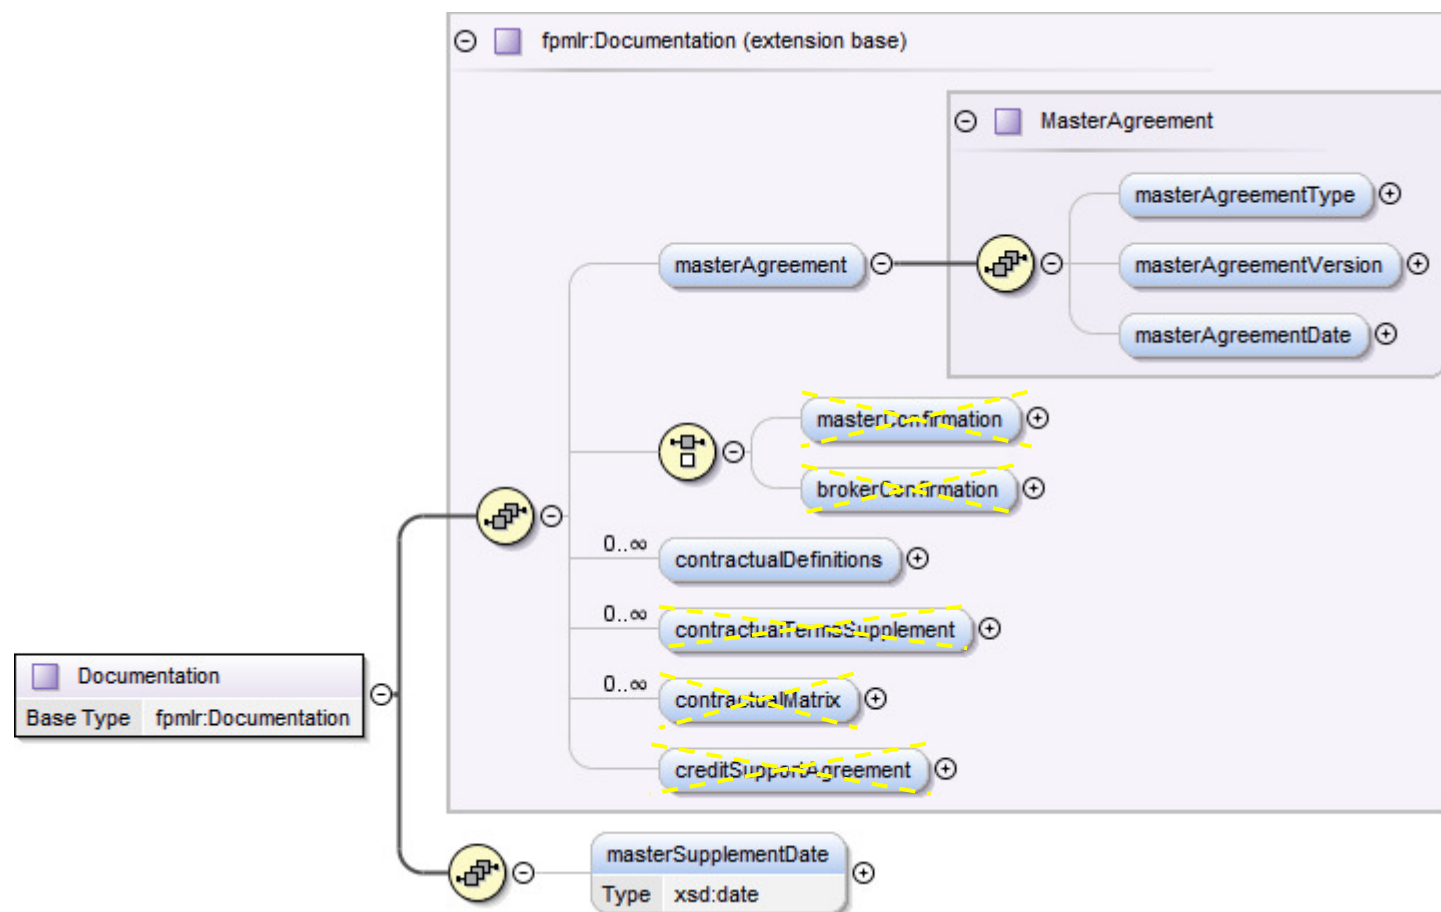 fpmlr:Documentation (extension base)
MasterAgreement
masterAgreementType
masterAgreement
masterAgreementVersion
masterAgreementDate
masterConfirmation
brokerConfirmation
0..∞
contractualDefinitions
0..∞
contractualTermsSupplement
Documentation
0..∞
contractualMatrix
Base Type fpmlr:Documentation
creditSupportAgreement
masterSupplementDate
Type xsd:date